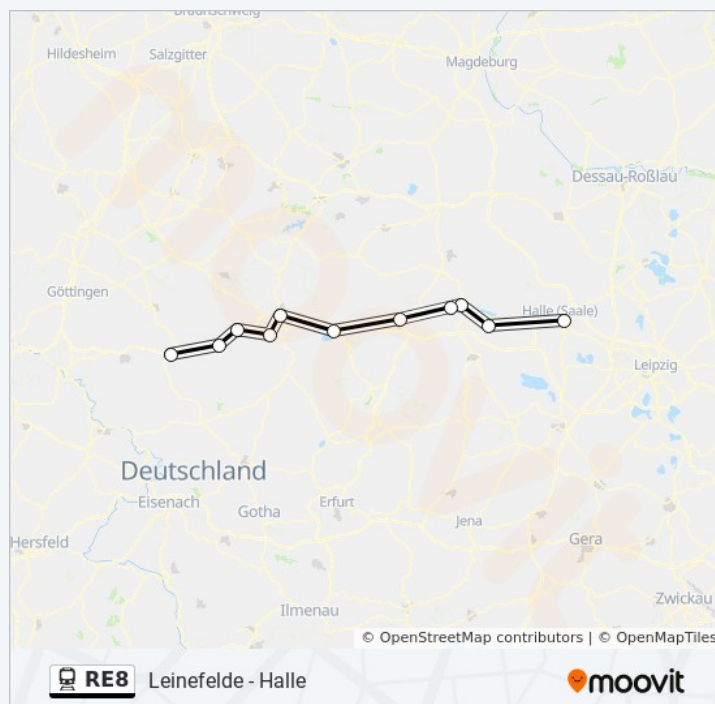 Braunschweig
Hildesheim
Salzgitter
Magdeburg
Dessau-Roßlau
moovit
Göttingen
Halle (Saale)
Leipzig
Deutschland
Eisenach
Gotha
Erfurt
Jena
Hersfeld
Gera
Zwickau
Ilmenau
© OpenStreetMap contributors | © OpenMapTiles
RE8 Leinefelde - Halle
moovit